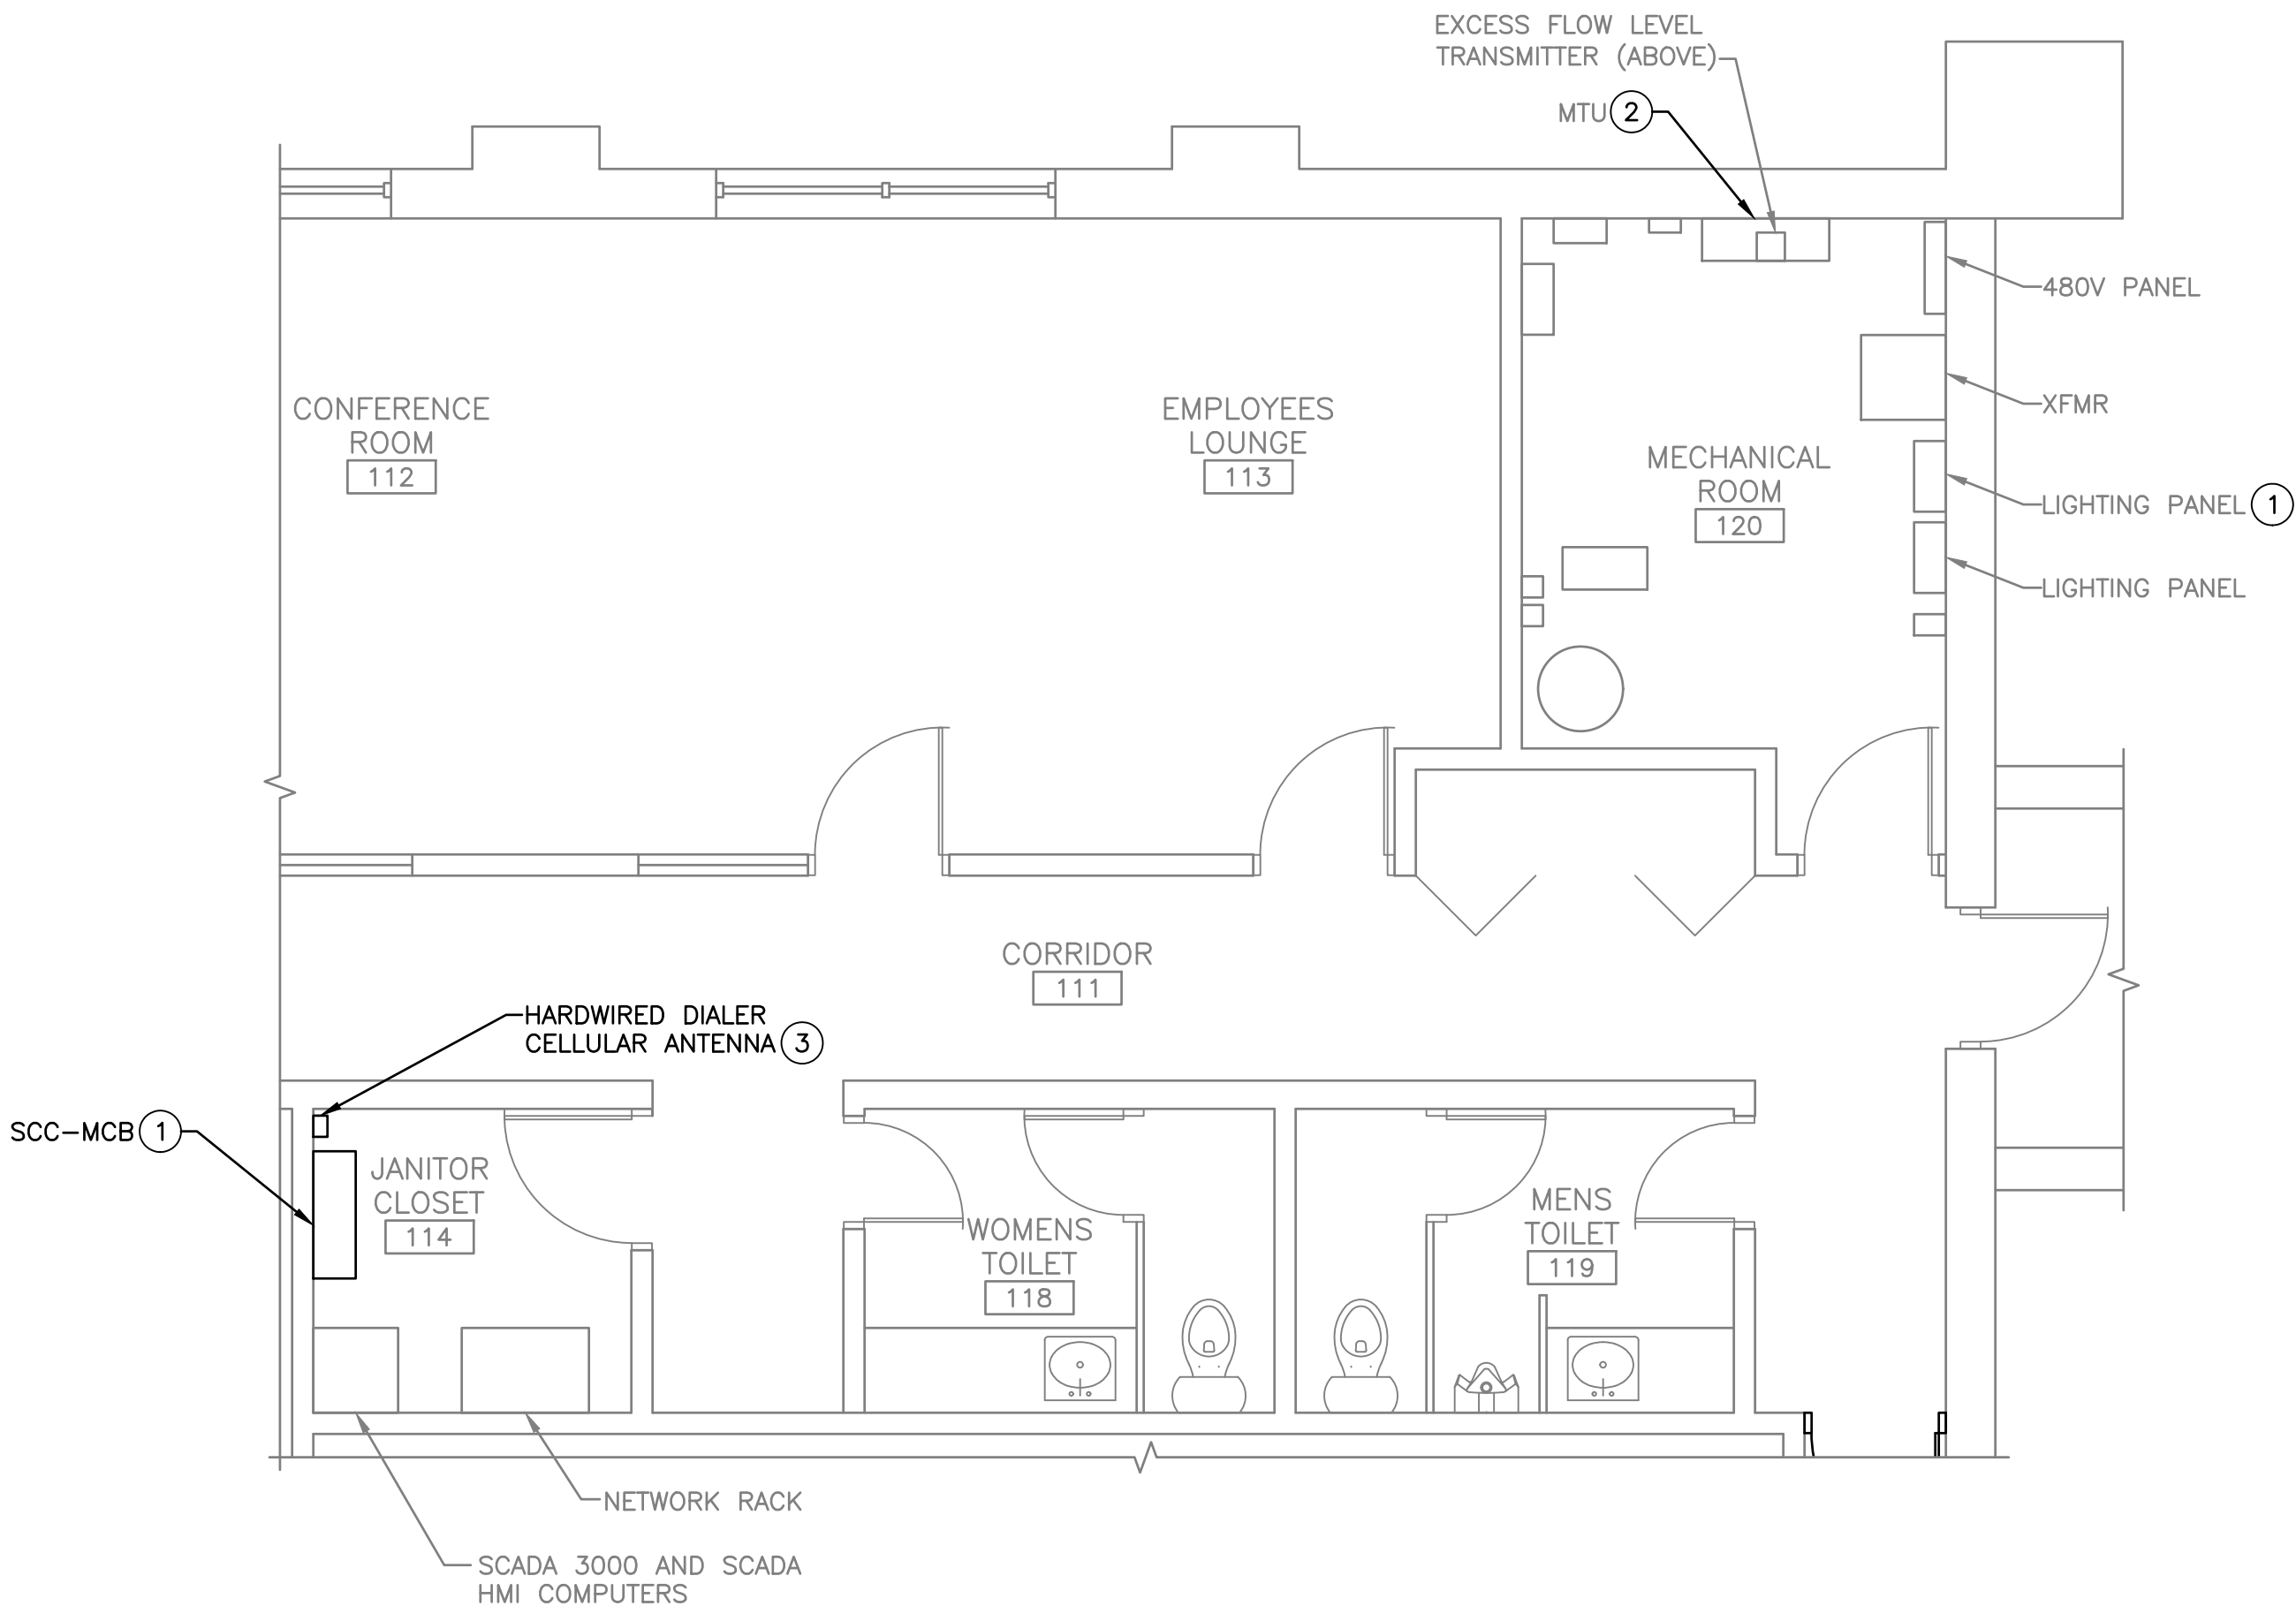 EXCESS FLOW LEVEL
TRANSMITTER (ABOVE)
MTU 2
480V PANEL
XFMR
CONFERENCE
ROOM
112
EMPLOYEES
LOUNGE
113
MECHANICAL
ROOM
120
LIGHTING PANEL 1
LIGHTING PANEL
CORRIDOR
111
HARDWIRED DIALER
CELLULAR ANTENNA 3
SCC-MCB 1
JANITOR
CLOSET
114
WOMENS
TOILET
118
MENS
TOILET
119
NETWORK RACK
SCADA 3000 AND SCADA
HMI COMPUTERS